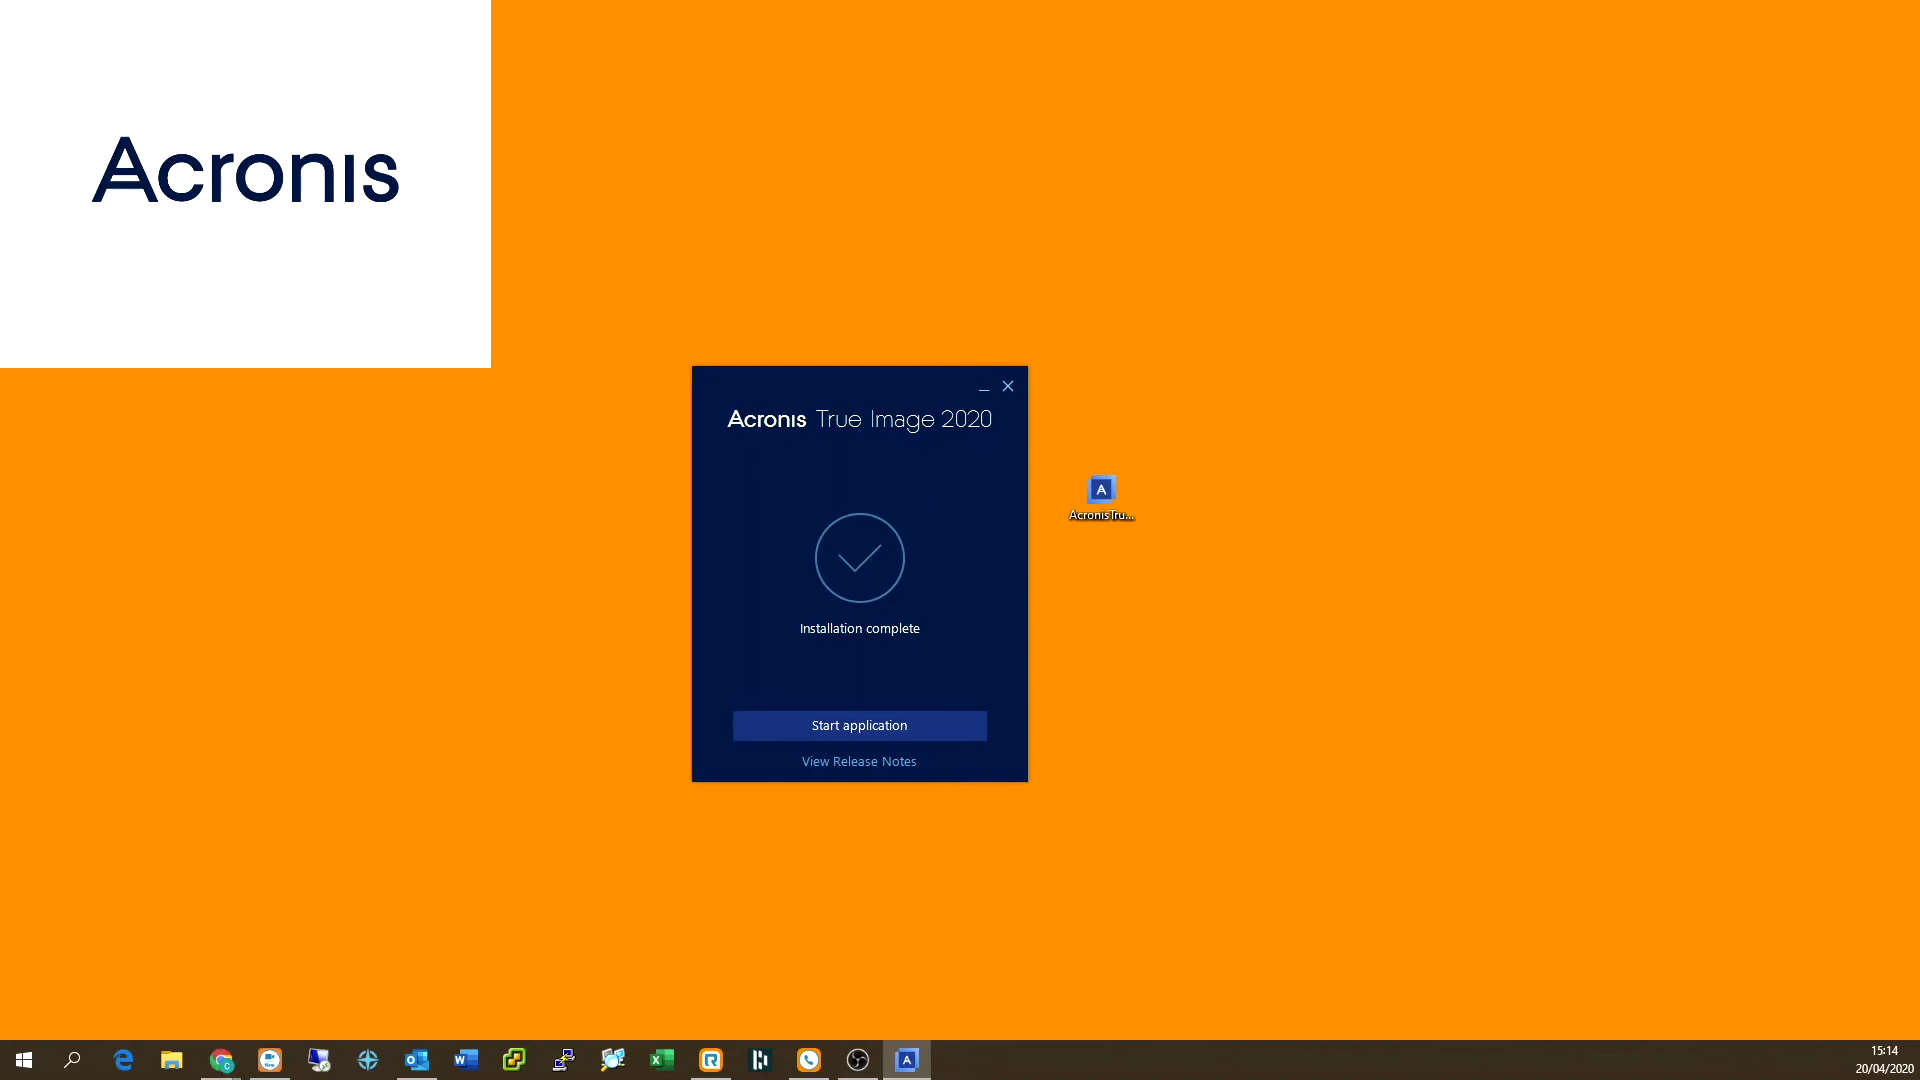 Acronis
Acronis True Image 2020
AcronisTru...
Installation complete
Start application
View Release Notes
15:14
20/04/2020